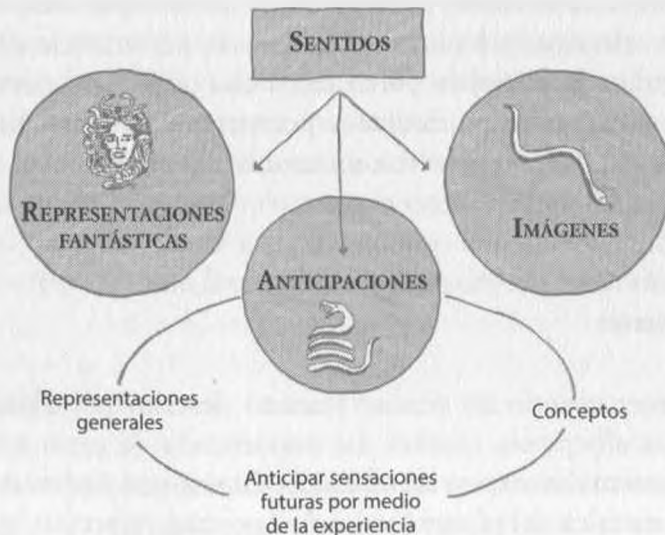 SENTIDOS
REPRESENTACIONES
FANTÁSTICAS
IMÁGENES
ANTICIPACIONES
Representaciones
generales
Conceptos
Anticipar sensaciones
futuras por medio
de la experiencia